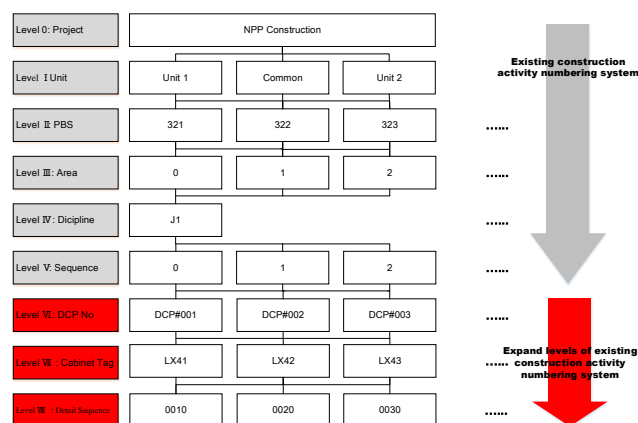 Level 0: Project
NPP Construction
Level Ⅰ Unit
Unit 1
Common
Unit 2
Existing construction
activity numbering system
Level Ⅱ: PBS
321
322
323
......
Level Ⅲ: Area
0
1
2
......
Level Ⅳ: Dicipline
J1
......
Level Ⅴ: Sequence
0
1
2
......
Level Ⅵ: DCP No
DCP#001
DCP#002
DCP#003
......
Level Ⅶ: Cabinet Tag
LX41
LX42
LX43
......
Expand levels of existing
construction activity
numbering system
Level Ⅷ : Detail Sequence
0010
0020
0030
......